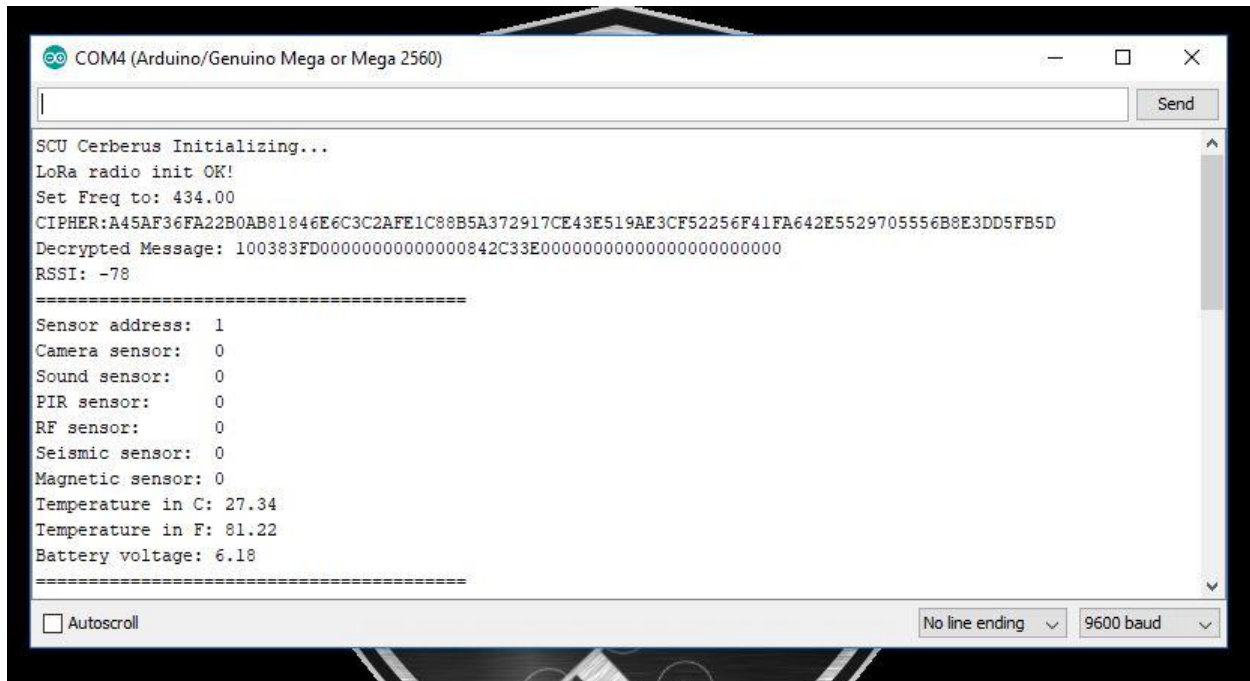 COM4 (Arduino/Genuino Mega or Mega 2560)
Send
SCU Cerberus Initializing...
LoRa radio init OK!
Set Freq to: 434.00
CIPHER:A45AF36FA22B0AB81846E6C3C2AFE1C88B5A372917CE43E519AE3CF52256F41FA642E5529705556B8E3DD5FB5D
Decrypted Message: 100383FD00000000000000842C33E00000000000000000000000
RSSI: -78
=========================================
Sensor address: 1
Camera sensor: 0
Sound sensor: 0
PIR sensor: 0
RF sensor: 0
Seismic sensor: 0
Magnetic sensor: 0
Temperature in C: 27.34
Temperature in F: 81.22
Battery voltage: 6.18
=========================================
Autoscroll
No line ending
9600 baud